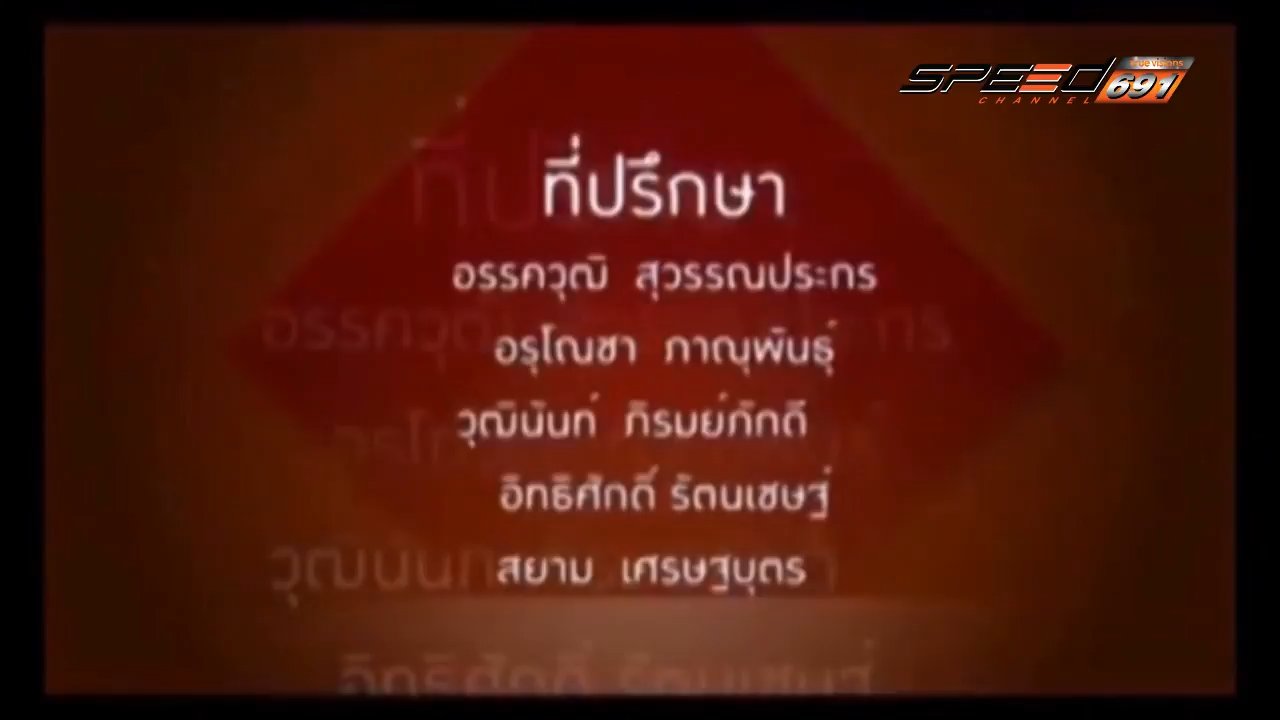 SPEED
CHANNEL
true visions
691
ที่ปรึกษา
อรรควุฒิ สุวรรณประกร
อรุโณชา ภาณุพันธุ์
วุฒินันท์ ภิรมย์ภักดี
อิทธิศักดิ์ รัตนเชษฐ์
สยาม เศรษฐบุตร